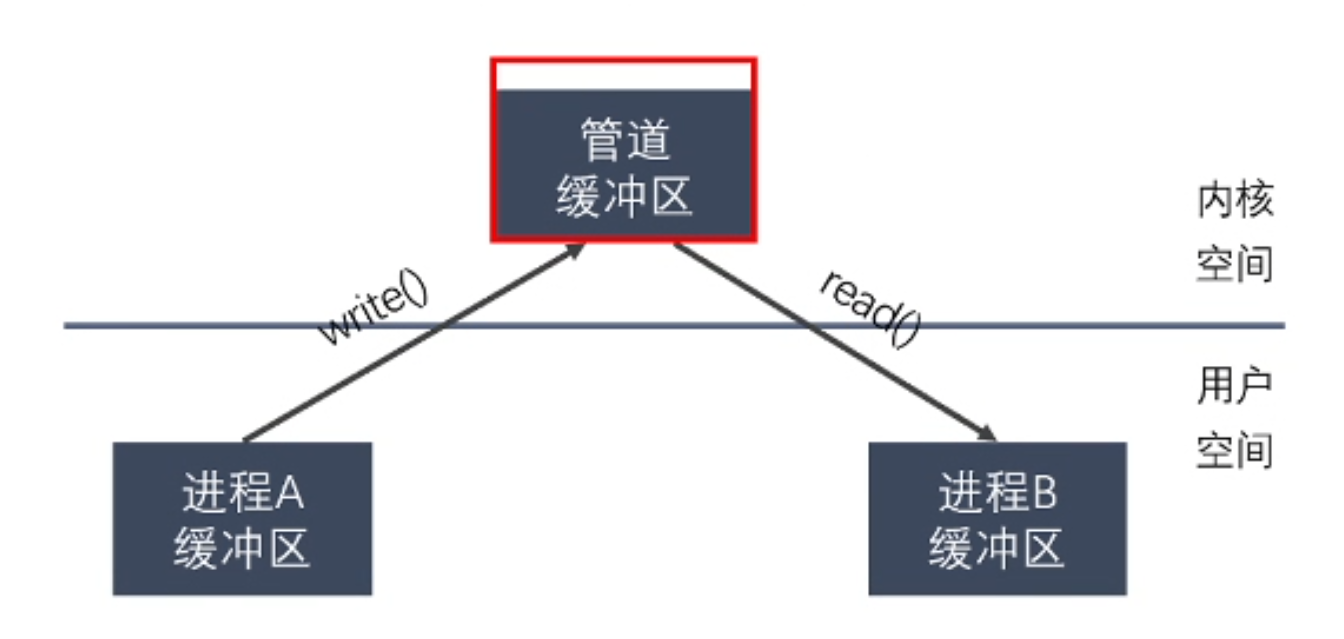 管道
缓冲区
内核
空间
write()
read()
用户
空间
进程A
缓冲区
进程B
缓冲区